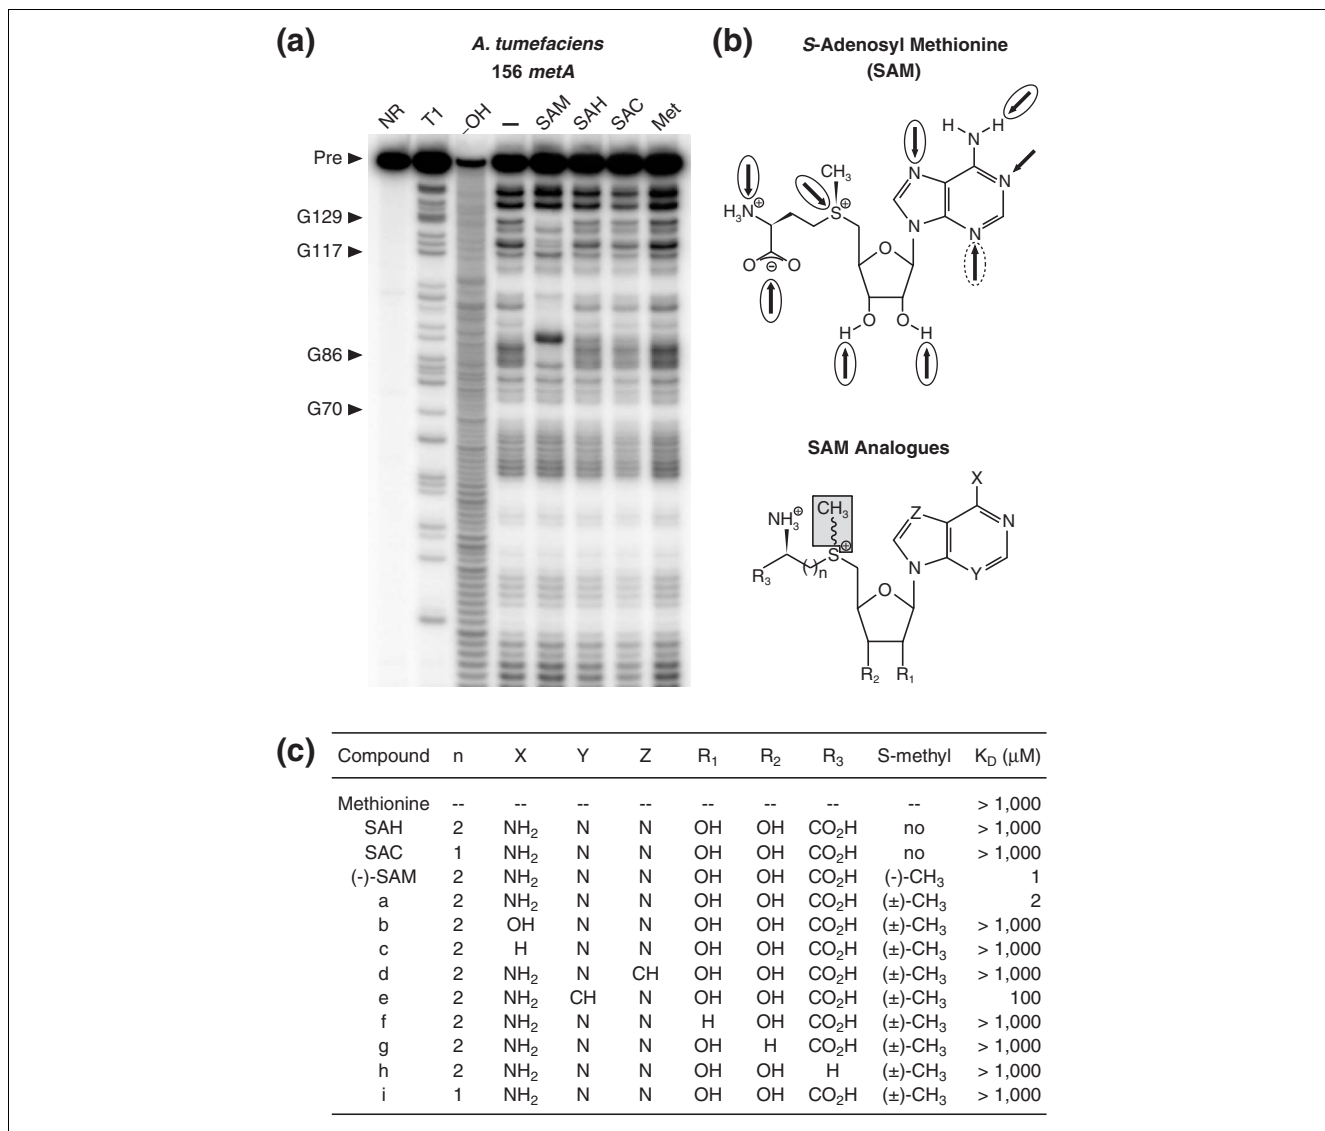 (a)
A. tumefaciens
156 metA
NR T1 –OH – SAM SAH SAC Met
Pre
G129
G117
G86
G70
(b)
S-Adenosyl Methionine
(SAM)
H H
N
CH₃
N N
H₃N⊕ S⊕
N N
O ⊖ O O
O O
H H
SAM Analogues
X
CH₃
NH₃⊕ Z N
S⊕
R₃ ( )n N Y
O
R₂ R₁
(c)
Compound n X Y Z R₁ R₂ R₃ S-methyl K_D (μM)
Methionine -- -- -- -- -- -- -- -- > 1,000
SAH 2 NH₂ N N OH OH CO₂H no > 1,000
SAC 1 NH₂ N N OH OH CO₂H no > 1,000
(-)-SAM 2 NH₂ N N OH OH CO₂H (-)-CH₃ 1
a 2 NH₂ N N OH OH CO₂H (±)-CH₃ 2
b 2 OH N N OH OH CO₂H (±)-CH₃ > 1,000
c 2 H N N OH OH CO₂H (±)-CH₃ > 1,000
d 2 NH₂ N CH OH OH CO₂H (±)-CH₃ > 1,000
e 2 NH₂ CH N OH OH CO₂H (±)-CH₃ 100
f 2 NH₂ N N H OH CO₂H (±)-CH₃ > 1,000
g 2 NH₂ N N OH H CO₂H (±)-CH₃ > 1,000
h 2 NH₂ N N OH OH H (±)-CH₃ > 1,000
i 1 NH₂ N N OH OH CO₂H (±)-CH₃ > 1,000